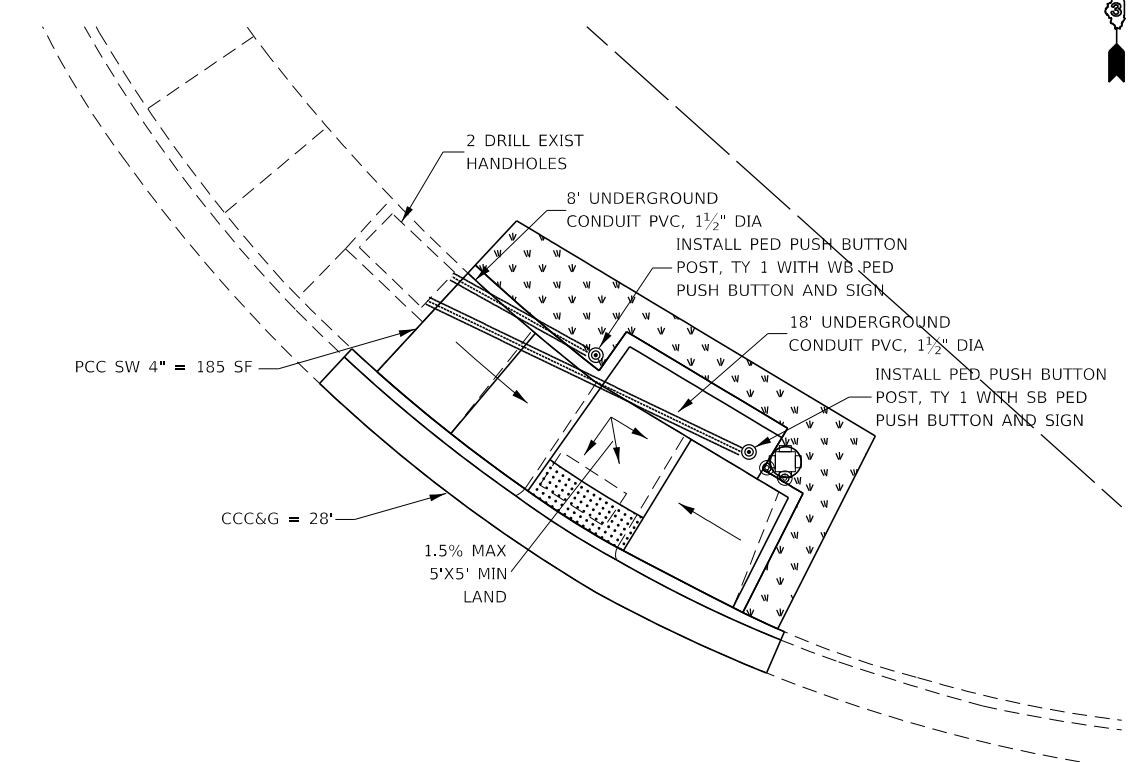 3
2 DRILL EXIST
HANDHOLES
8' UNDERGROUND
CONDUIT PVC, 1½" DIA
INSTALL PED PUSH BUTTON
POST, TY 1 WITH WB PED
PUSH BUTTON AND SIGN
18' UNDERGROUND
CONDUIT PVC, 1½" DIA
PCC SW 4" = 185 SF
INSTALL PED PUSH BUTTON
POST, TY 1 WITH SB PED
PUSH BUTTON AND SIGN
CCC&G = 28'
1.5% MAX
5'X5' MIN
LAND